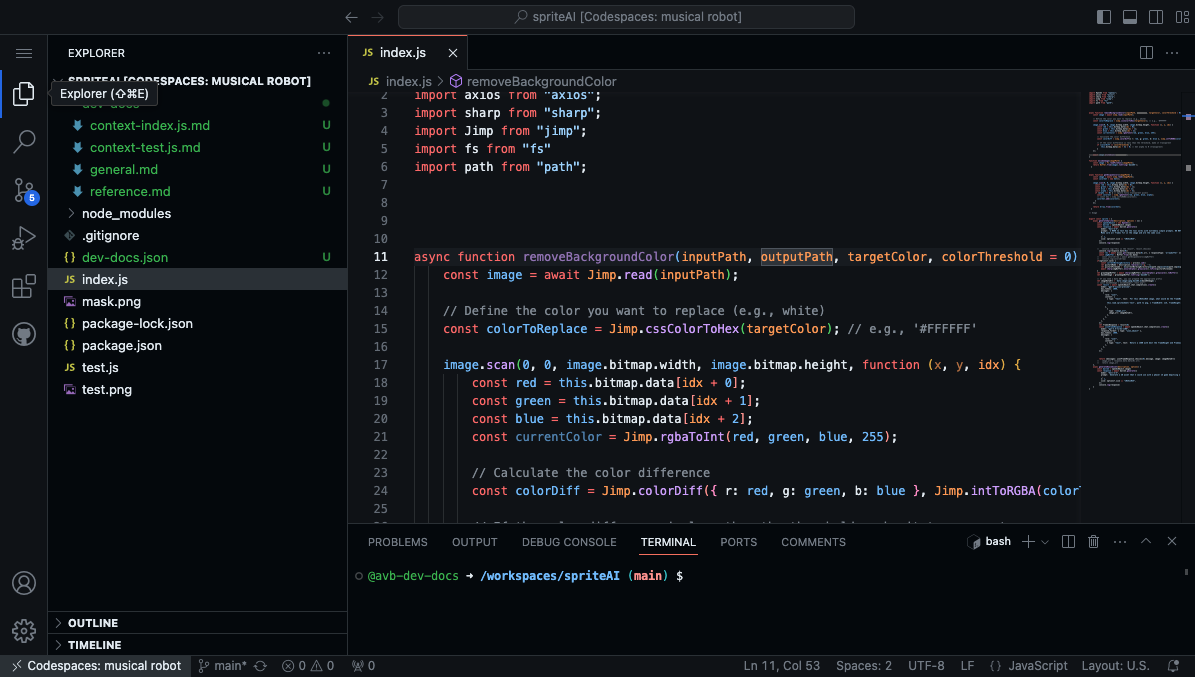 spriteAI [Codespaces: musical robot]
EXPLORER
SPRITEAI [CODESPACES: MUSICAL ROBOT]
Explorer (⇧⌘E)
dev-docs
context-index.js.md U
context-test.js.md U
general.md U
reference.md U
node_modules
.gitignore
{} dev-docs.json U
JS index.js
mask.png
{} package-lock.json
{} package.json
JS test.js
test.png
OUTLINE
TIMELINE
5
JS index.js
JS index.js > removeBackgroundColor
2 import axios from "axios";
3 import sharp from "sharp";
4 import Jimp from "jimp";
5 import fs from "fs"
6 import path from "path";
7
8
9
10
11 async function removeBackgroundColor(inputPath, outputPath, targetColor, colorThreshold = 0)
12 const image = await Jimp.read(inputPath);
13
14 // Define the color you want to replace (e.g., white)
15 const colorToReplace = Jimp.cssColorToHex(targetColor); // e.g., '#FFFFFF'
16
17 image.scan(0, 0, image.bitmap.width, image.bitmap.height, function (x, y, idx) {
18 const red = this.bitmap.data[idx + 0];
19 const green = this.bitmap.data[idx + 1];
20 const blue = this.bitmap.data[idx + 2];
21 const currentColor = Jimp.rgbaToInt(red, green, blue, 255);
22
23 // Calculate the color difference
24 const colorDiff = Jimp.colorDiff({ r: red, g: green, b: blue }, Jimp.intToRGBA(color
25
PROBLEMS OUTPUT DEBUG CONSOLE TERMINAL PORTS COMMENTS bash
@avb-dev-docs → /workspaces/spriteAI (main) $
Codespaces: musical robot main* 0 0 0 Ln 11, Col 53 Spaces: 2 UTF-8 LF {} JavaScript Layout: U.S.